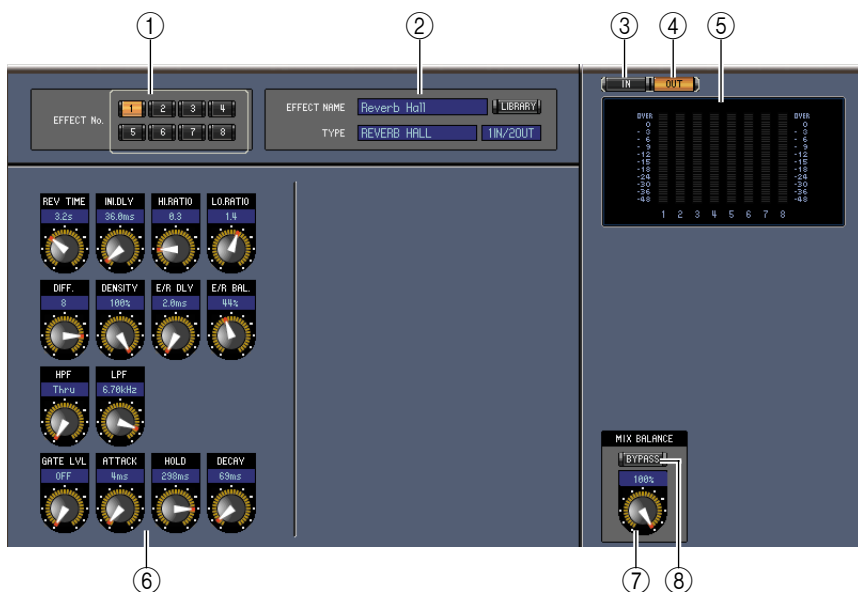 ① ② ③ ④ ⑤
IN OUT
EFFECT No. 1 2 3 4
5 6 7 8
EFFECT NAME Reverb Hall LIBRARY
TYPE REVERB HALL 1IN/2OUT
OVER OVER
0 0
- 3 - 3
- 6 - 6
- 9 - 9
-12 -12
-15 -15
-18 -18
-24 -24
-30 -30
-36 -36
-48 -48
1 2 3 4 5 6 7 8
REV TIME INI.DLY HI.RATIO LO.RATIO
3.2s 36.0ms 0.3 1.4
DIFF. DENSITY E/R DLY E/R BAL.
8 100% 2.0ms 44%
HPF LPF
Thru 6.70kHz
GATE LVL ATTACK HOLD DECAY
OFF 4ms 298ms 69ms
MIX BALANCE
BYPASS
100%
⑥ ⑦ ⑧